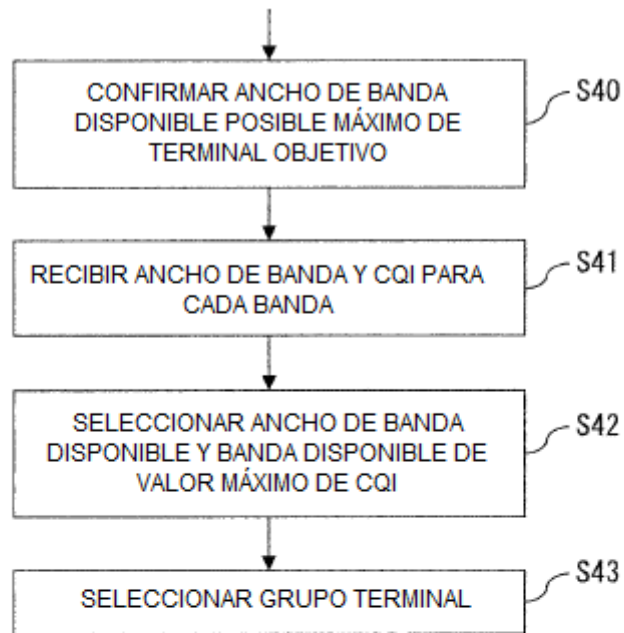 CONFIRMAR ANCHO DE BANDA
DISPONIBLE POSIBLE MÁXIMO DE
TERMINAL OBJETIVO
S40
RECIBIR ANCHO DE BANDA Y CQI PARA
CADA BANDA
S41
SELECCIONAR ANCHO DE BANDA
DISPONIBLE Y BANDA DISPONIBLE DE
VALOR MÁXIMO DE CQI
S42
SELECCIONAR GRUPO TERMINAL
S43